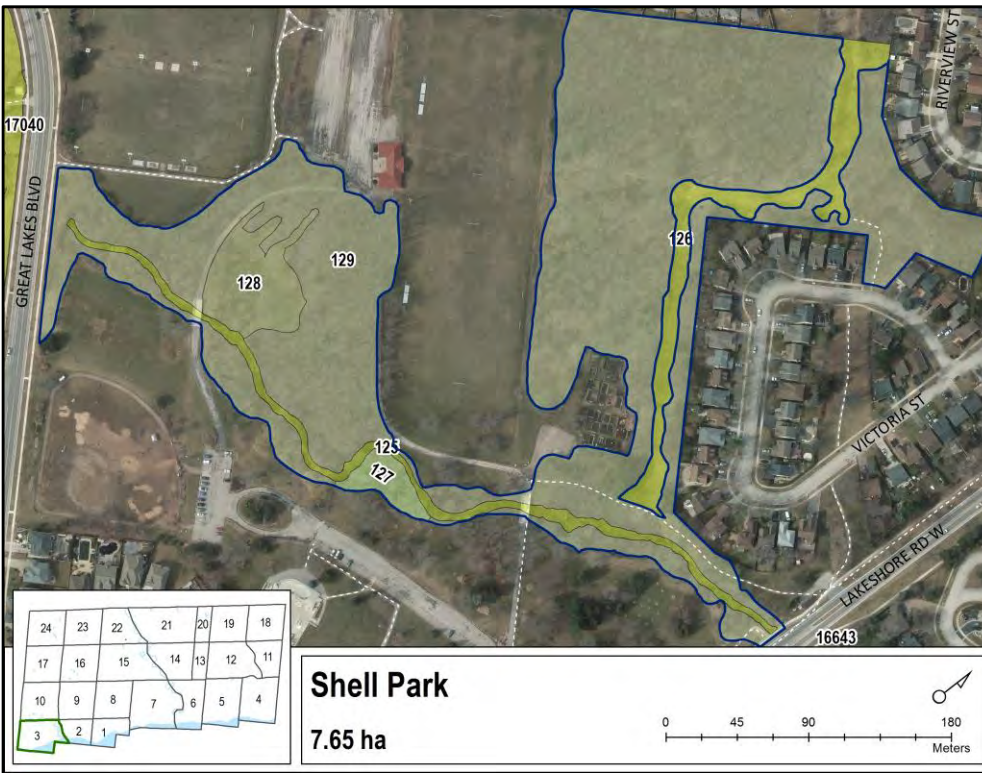 RIVERVIEW ST
17040
GREAT LAKES BLVD
126
129
128
125
127
VICTORIA ST
LAKESHORE RD W
16643
24 23 22 21 20 19 18
17 16 15 14 13 12 11
10 9 8 7 6 5 4
3 2 1
Shell Park
7.65 ha
0 45 90 180
Meters